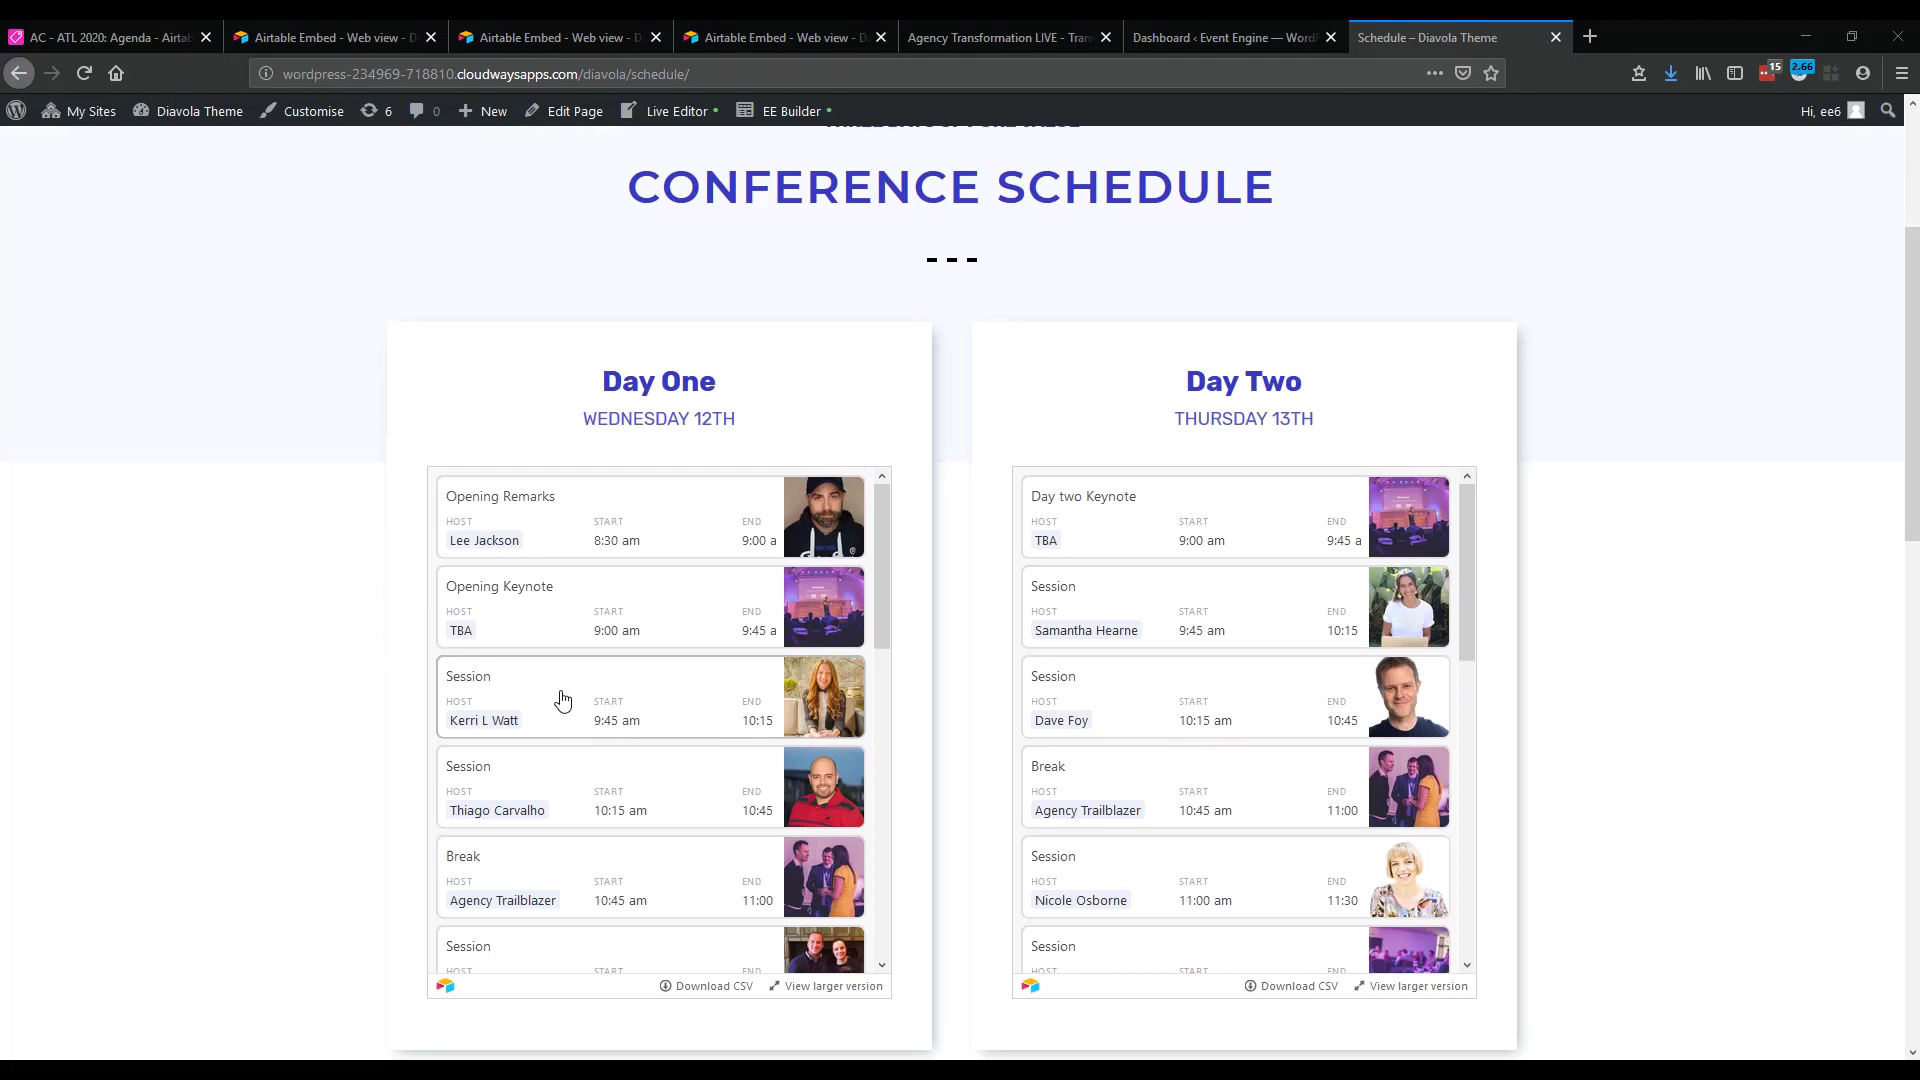 AC - ATL 2020: Agenda - Airtab
Airtable Embed - Web view - D
Airtable Embed - Web view - D
Airtable Embed - Web view - D
Agency Transformation LIVE - Tran
Dashboard ‹ Event Engine — Word
Schedule – Diavola Theme
wordpress-234969-718810.cloudwaysapps.com/diavola/schedule/
15
2.66
My Sites
Diavola Theme
Customise
6
0
New
Edit Page
Live Editor
EE Builder
Hi, ee6
CONFERENCE SCHEDULE
---
Day One
WEDNESDAY 12TH
Opening Remarks
HOST START END
Lee Jackson 8:30 am 9:00 a
Opening Keynote
HOST START END
TBA 9:00 am 9:45 a
Session
HOST START END
Kerri L Watt 9:45 am 10:15
Session
HOST START END
Thiago Carvalho 10:15 am 10:45
Break
HOST START END
Agency Trailblazer 10:45 am 11:00
Session
HOST START END
Download CSV View larger version
Day Two
THURSDAY 13TH
Day two Keynote
HOST START END
TBA 9:00 am 9:45 a
Session
HOST START END
Samantha Hearne 9:45 am 10:15
Session
HOST START END
Dave Foy 10:15 am 10:45
Break
HOST START END
Agency Trailblazer 10:45 am 11:00
Session
HOST START END
Nicole Osborne 11:00 am 11:30
Session
HOST START END
Download CSV View larger version